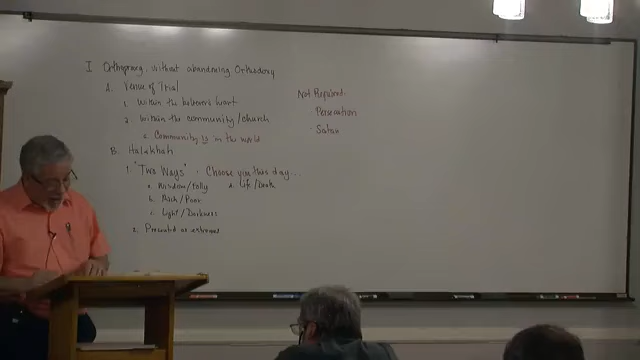 I Orthopraxy without abandoning Orthodoxy
A. Venue of Trial
1. Within the believer's heart
2. Within the community/church
a. Community is in the world
B. Halakhah
1. "Two Ways" : Choose you this day...
a. Wisdom/Folly d. Life/Death
b. Rich/Poor
c. Light/Darkness
2. Presented as extremes
Not Required.
Persecution
Satan